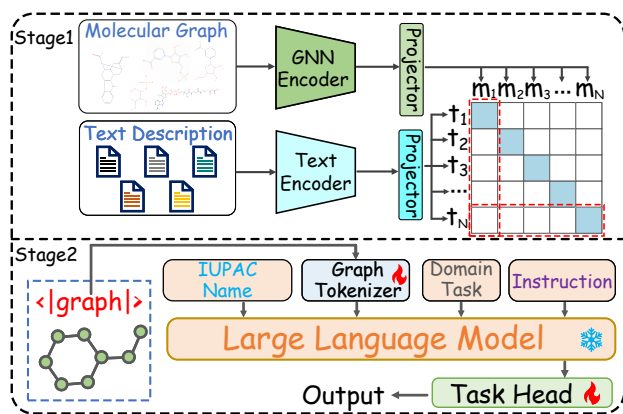 Stage1
Molecular Graph
GNN
Encoder
Projector
m1 m2 m3 ... mN
Text Description
Text
Encoder
Projector
t1
t2
t3
...
tN
Stage2
<|graph|>
IUPAC
Name
Graph
Tokenizer
Domain
Task
Instruction
Large Language Model
Output
Task Head